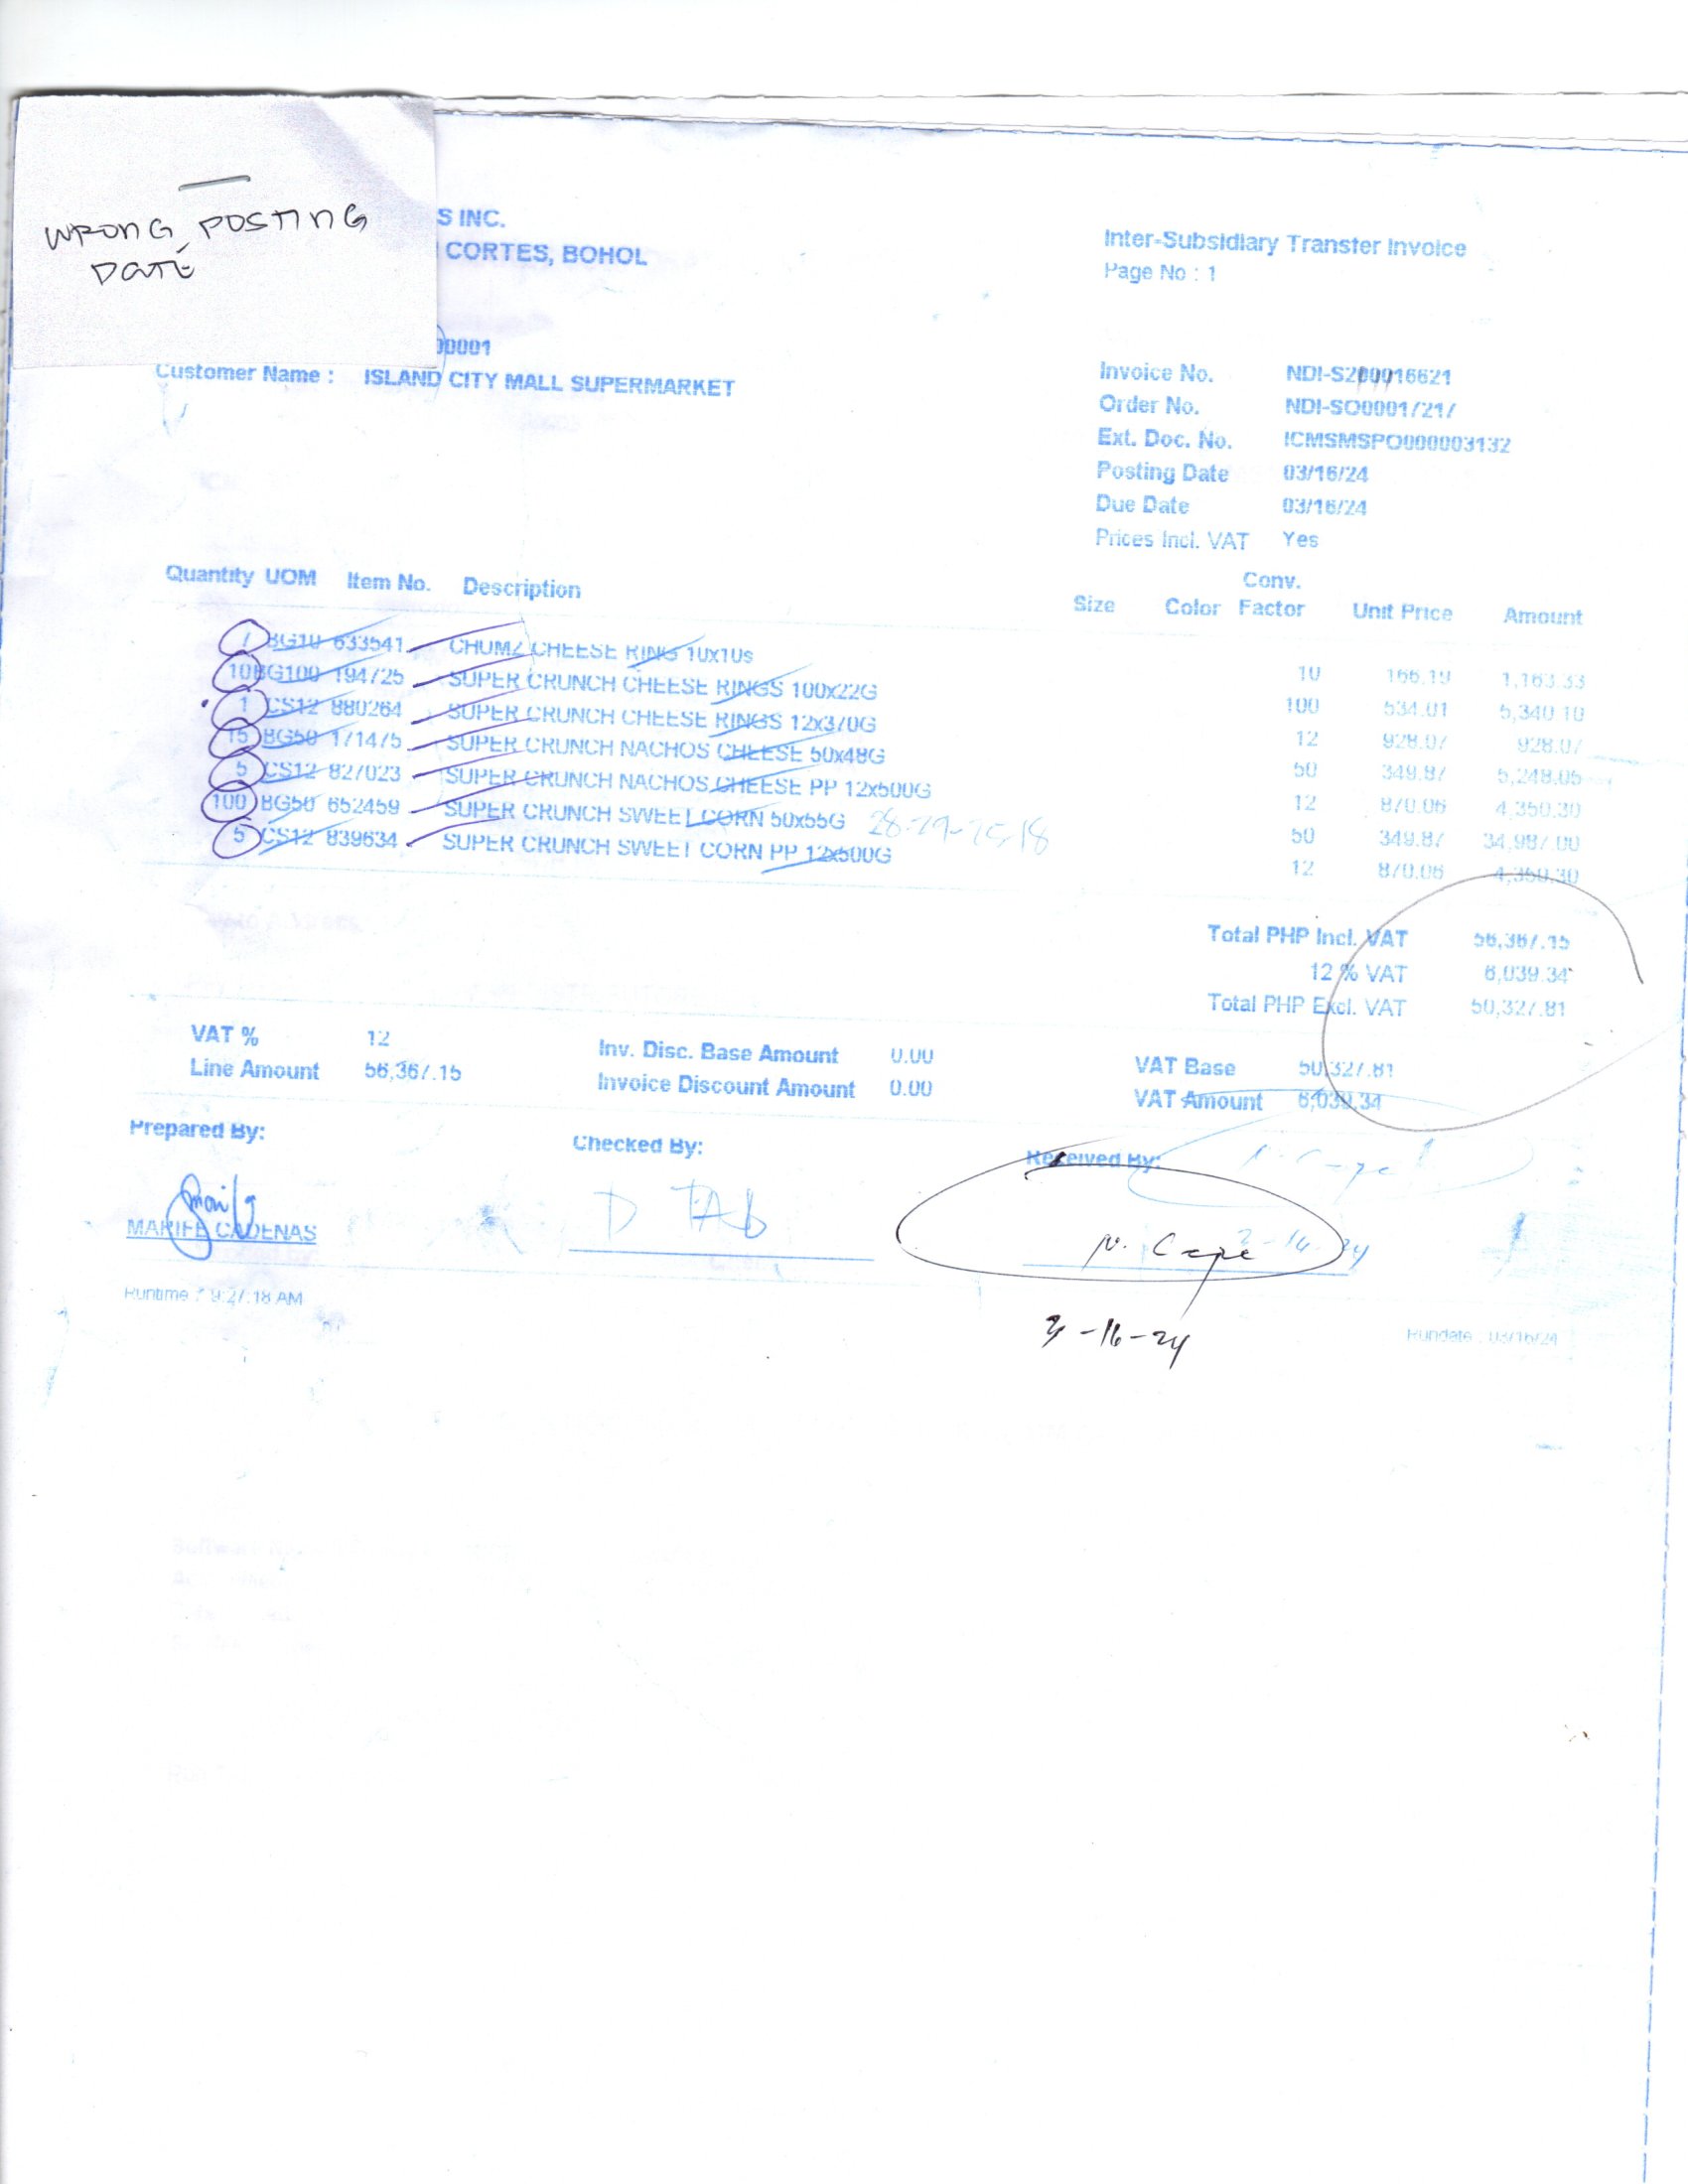 WRONG POSTING
DATE
S INC.
CORTES, BOHOL
Inter-Subsidiary Transfer Invoice
Page No : 1
00001
Customer Name : ISLAND CITY MALL SUPERMARKET
Invoice No. NDI-S200016621
Order No. NDI-SO0001727
Ext. Doc. No. ICMSMSPO000003132
Posting Date 03/16/24
Due Date 03/16/24
Prices Incl. VAT Yes
Quantity UOM Item No. Description Size Color Conv. Factor Unit Price Amount
7 BG10 633541 CHUMZ CHEESE RING 10x10s 10 166.19 1,163.33
10 BG100 194725 SUPER CRUNCH CHEESE RINGS 100x22G 100 534.01 5,340.10
1 CS12 880264 SUPER CRUNCH CHEESE RINGS 12x370G 12 928.07 928.07
15 BG50 171475 SUPER CRUNCH NACHOS CHEESE 50x48G 50 349.87 5,248.05
5 CS12 827023 SUPER CRUNCH NACHOS CHEESE PP 12x500G 12 870.06 4,350.30
100 BG50 652459 SUPER CRUNCH SWEET CORN 50x55G 50 349.87 34,987.00
5 CS12 839634 SUPER CRUNCH SWEET CORN PP 12x500G 12 870.06 4,350.30
Total PHP Incl. VAT 56,367.15
12 % VAT 6,039.34
Total PHP Excl. VAT 50,327.81
VAT % 12 Inv. Disc. Base Amount 0.00 VAT Base 50,327.81
Line Amount 56,367.15 Invoice Discount Amount 0.00 VAT Amount 6,039.34
Prepared By: Checked By: Received By:
MARIFE CADENAS
3-16-24
Runtime : 9:27:18 AM Rundate : 03/16/24